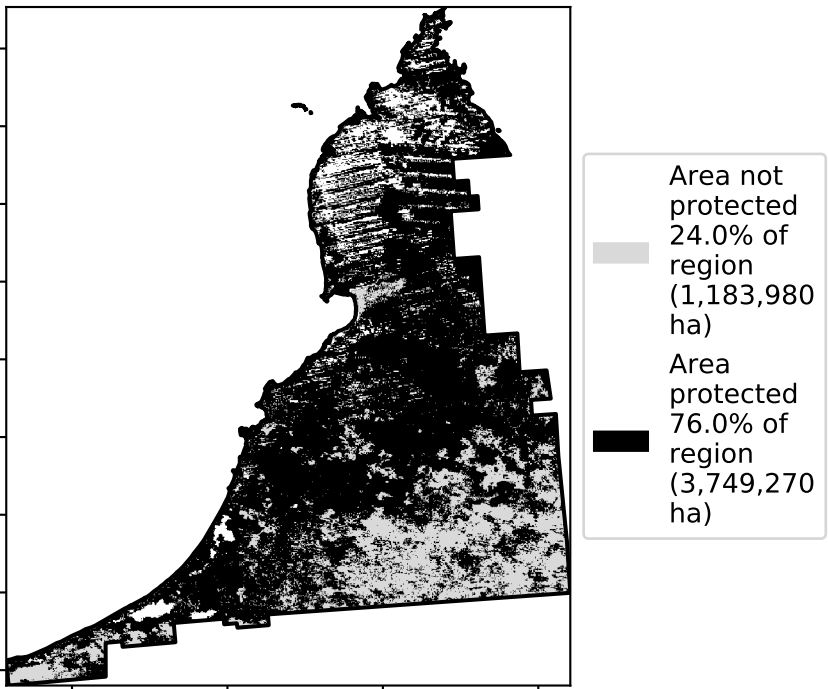 Area not
protected
24.0% of
region
(1,183,980
ha)
Area
protected
76.0% of
region
(3,749,270
ha)